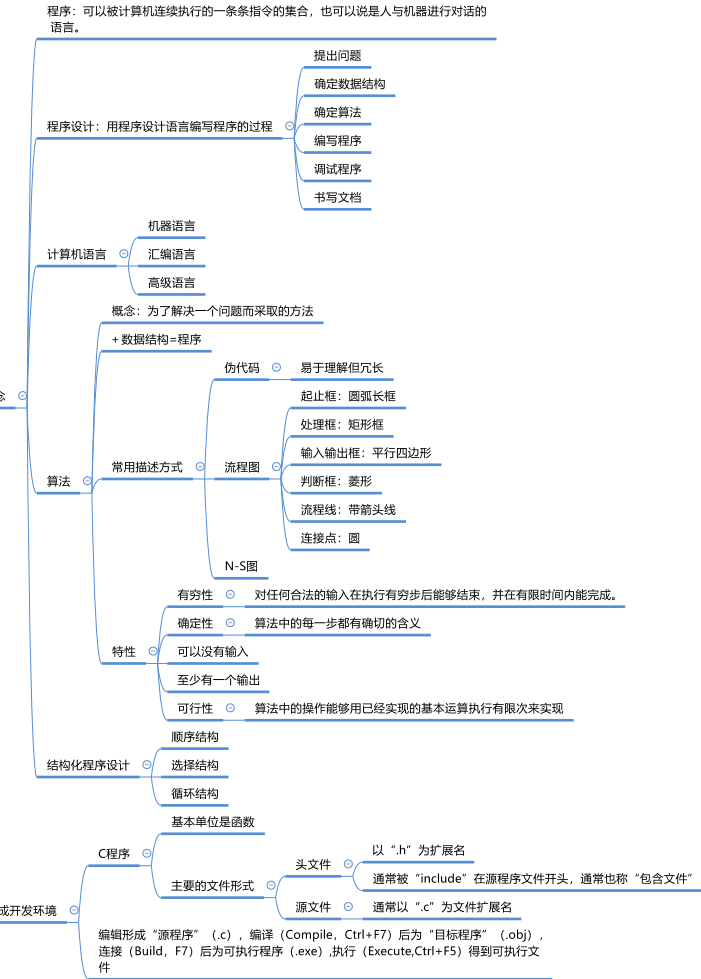 程序：可以被计算机连续执行的一条条指令的集合，也可以说是人与机器进行对话的
语言。
程序设计：用程序设计语言编写程序的过程
提出问题
确定数据结构
确定算法
编写程序
调试程序
书写文档
计算机语言
机器语言
汇编语言
高级语言
念
算法
概念：为了解决一个问题而采取的方法
+ 数据结构=程序
常用描述方式
伪代码
易于理解但冗长
流程图
起止框：圆弧长框
处理框：矩形框
输入输出框：平行四边形
判断框：菱形
流程线：带箭头线
连接点：圆
N-S图
特性
有穷性
对任何合法的输入在执行有穷步后能够结束，并在有限时间内能完成。
确定性
算法中的每一步都有确切的含义
可以没有输入
至少有一个输出
可行性
算法中的操作能够用已经实现的基本运算执行有限次来实现
结构化程序设计
顺序结构
选择结构
循环结构
成开发环境
C程序
基本单位是函数
主要的文件形式
头文件
以“.h”为扩展名
通常被“include”在源程序文件开头，通常也称“包含文件”
源文件
通常以“.c”为文件扩展名
编辑形成“源程序”（.c），编译（Compile，Ctrl+F7）后为“目标程序”（.obj），
连接（Build，F7）后为可执行程序（.exe）,执行（Execute,Ctrl+F5）得到可执行文
件